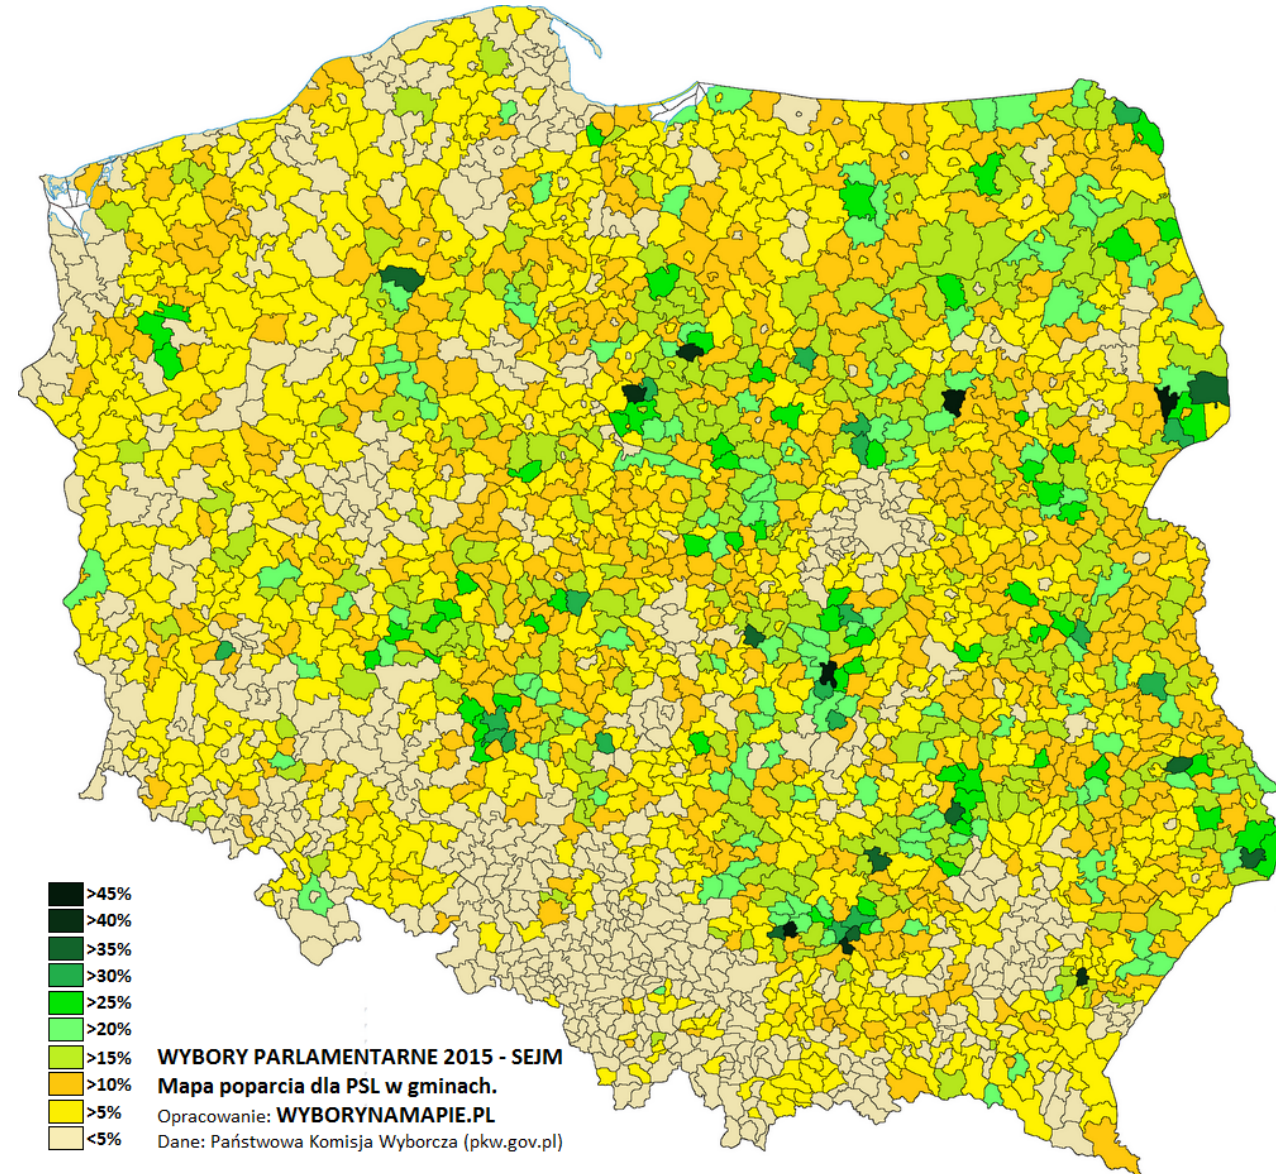 >45%
>40%
>35%
>30%
>25%
>20%
>15%
>10%
>5%
<5%
WYBORY PARLAMENTARNE 2015 - SEJM
Mapa poparcia dla PSL w gminach.
Opracowanie: WYBORYNAMAPIE.PL
Dane: Państwowa Komisja Wyborcza (pkw.gov.pl)